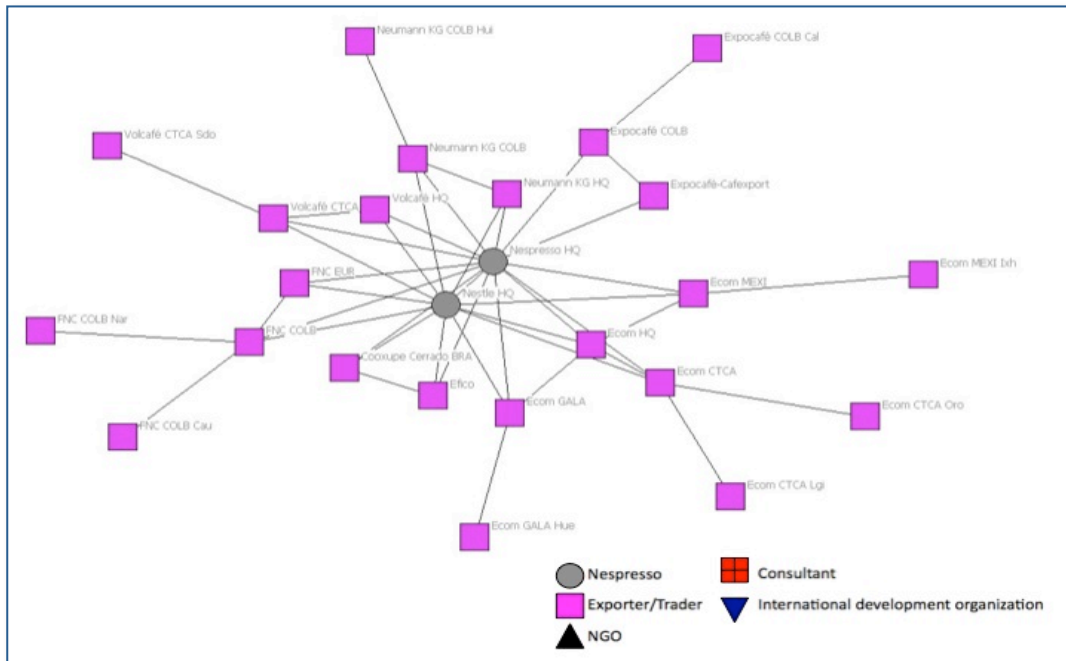 Neumann KG COLB Hui
Expocafé COLB Cal
Volcafé CTCA Sdo
Neumann KG COLB
Expocafé COLB
Volcafé HQ
Neumann KG HQ
Expocafé-Cafexport
Volcafé CTCA
Nespresso HQ
FNC EUR
Ecom MEXI
Ecom MEXI Ixh
Nestle HQ
FNC COLB Nar
FNC COLB
Ecom HQ
Cooxupe Cerrado BRA
Ecom CTCA
Efico
Ecom GALA
Ecom CTCA Oro
FNC COLB Cau
Ecom CTCA Lgi
Ecom GALA Hue
Nespresso
Consultant
Exporter/Trader
International development organization
NGO